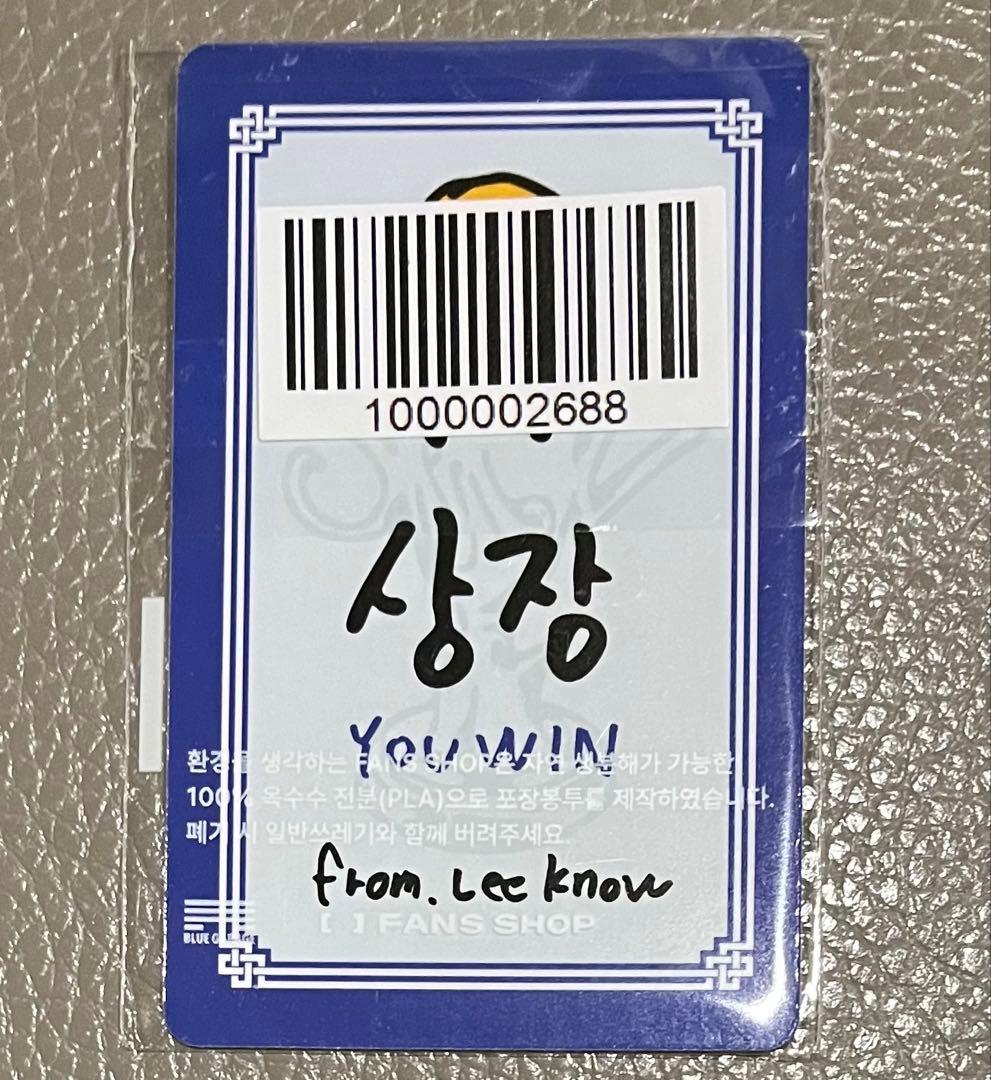 1000002688
상장
YOU WIN
환경을 생각하는 FANS SHOP은 자연 생분해가 가능한
100% 옥수수 전분(PLA)으로 포장봉투를 제작하였습니다.
폐기 시 일반쓰레기와 함께 버려주세요.
from. Lee Know
BLUE GARAGE
[ ] FANS SHOP